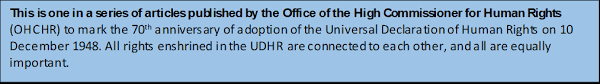 This is one in a series of articles published by the Office of the High Commissioner for Human Rights
(OHCHR) to mark the 70th anniversary of adoption of the Universal Declaration of Human Rights on 10
December 1948. All rights enshrined in the UDHR are connected to each other, and all are equally
important.